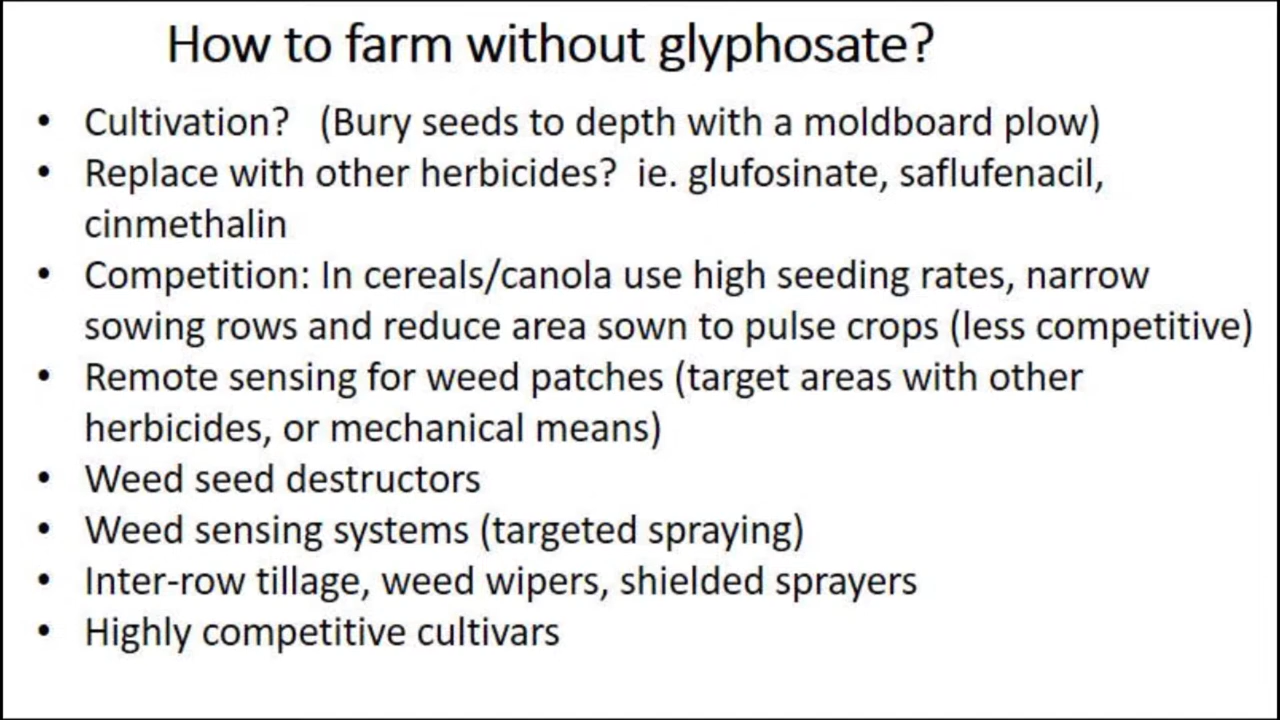 How to farm without glyphosate?
• Cultivation? (Bury seeds to depth with a moldboard plow)
• Replace with other herbicides? ie. glufosinate, saflufenacil,
cinmethalin
• Competition: In cereals/canola use high seeding rates, narrow
sowing rows and reduce area sown to pulse crops (less competitive)
• Remote sensing for weed patches (target areas with other
herbicides, or mechanical means)
• Weed seed destructors
• Weed sensing systems (targeted spraying)
• Inter-row tillage, weed wipers, shielded sprayers
• Highly competitive cultivars